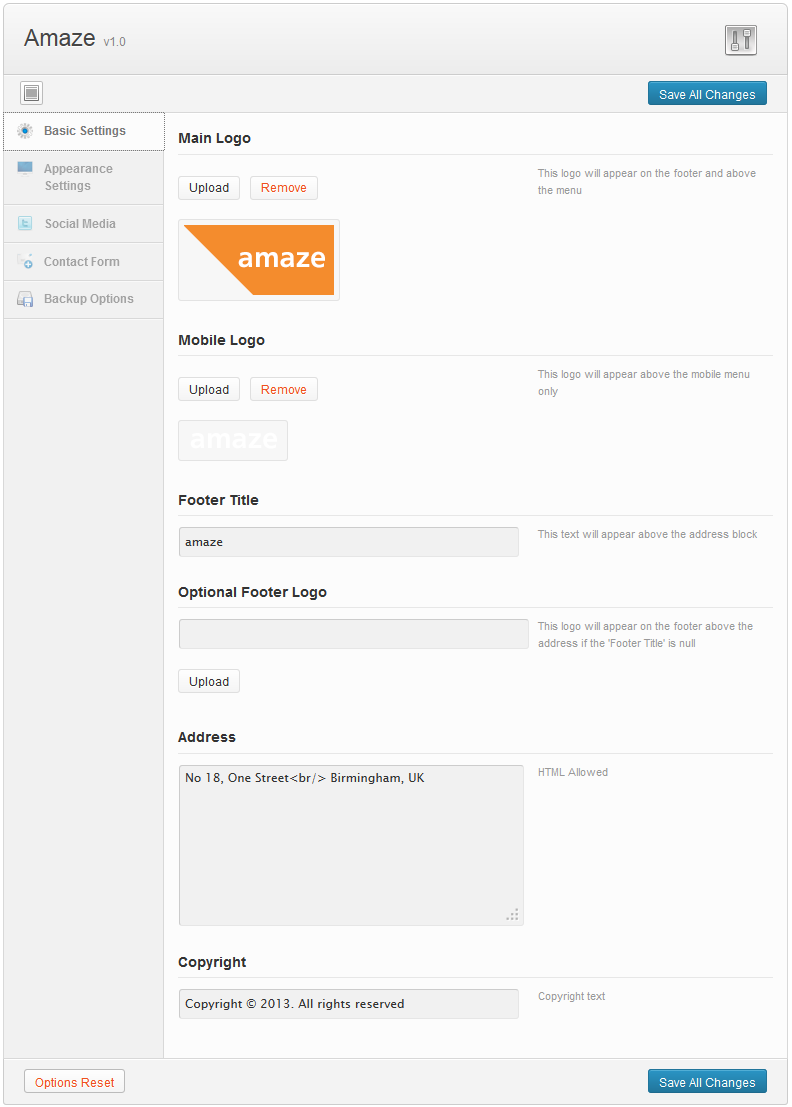 Amaze v1.0
Save All Changes
Basic Settings
Appearance
Settings
Social Media
Contact Form
Backup Options
Main Logo
Upload Remove
This logo will appear on the footer and above
the menu
amaze
Mobile Logo
Upload Remove
This logo will appear above the mobile menu
only
amaze
Footer Title
amaze
This text will appear above the address block
Optional Footer Logo
This logo will appear on the footer above the
address if the 'Footer Title' is null
Upload
Address
No 18, One Street<br/> Birmingham, UK
HTML Allowed
Copyright
Copyright © 2013. All rights reserved
Copyright text
Options Reset
Save All Changes